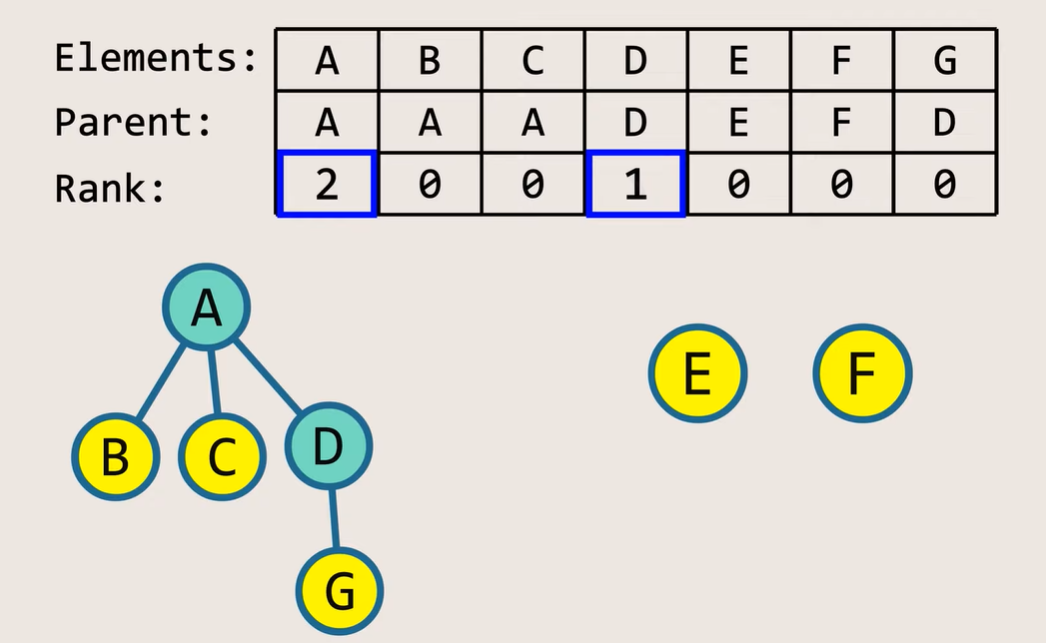 Elements: A B C D E F G
Parent: A A A D E F D
Rank: 2 0 0 1 0 0 0
A
E F
B C D
G